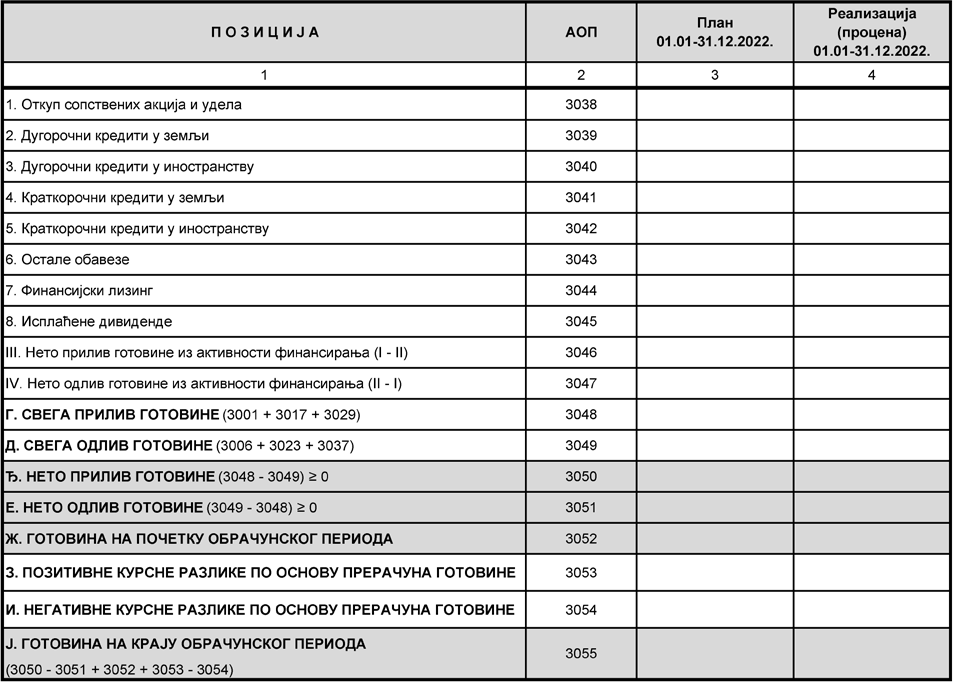 П О З И Ц И Ј А АОП План 01.01-31.12.2022. Реализација (процена) 01.01-31.12.2022.
1 2 3 4
1. Откуп сопствених акција и удела 3038
2. Дугорочни кредити у земљи 3039
3. Дугорочни кредити у иностранству 3040
4. Краткорочни кредити у земљи 3041
5. Краткорочни кредити у иностранству 3042
6. Остале обавезе 3043
7. Финансијски лизинг 3044
8. Исплаћене дивиденде 3045
III. Нето прилив готовине из активности финансирања (I - II) 3046
IV. Нето одлив готовине из активности финансирања (II - I) 3047
Г. СВЕГА ПРИЛИВ ГОТОВИНЕ (3001 + 3017 + 3029) 3048
Д. СВЕГА ОДЛИВ ГОТОВИНЕ (3006 + 3023 + 3037) 3049
Ђ. НЕТО ПРИЛИВ ГОТОВИНЕ (3048 - 3049) ≥ 0 3050
Е. НЕТО ОДЛИВ ГОТОВИНЕ (3049 - 3048) ≥ 0 3051
Ж. ГОТОВИНА НА ПОЧЕТКУ ОБРАЧУНСКОГ ПЕРИОДА 3052
З. ПОЗИТИВНЕ КУРСНЕ РАЗЛИКЕ ПО ОСНОВУ ПРЕРАЧУНА ГОТОВИНЕ 3053
И. НЕГАТИВНЕ КУРСНЕ РАЗЛИКЕ ПО ОСНОВУ ПРЕРАЧУНА ГОТОВИНЕ 3054
Ј. ГОТОВИНА НА КРАЈУ ОБРАЧУНСКОГ ПЕРИОДА
(3050 - 3051 + 3052 + 3053 - 3054) 3055